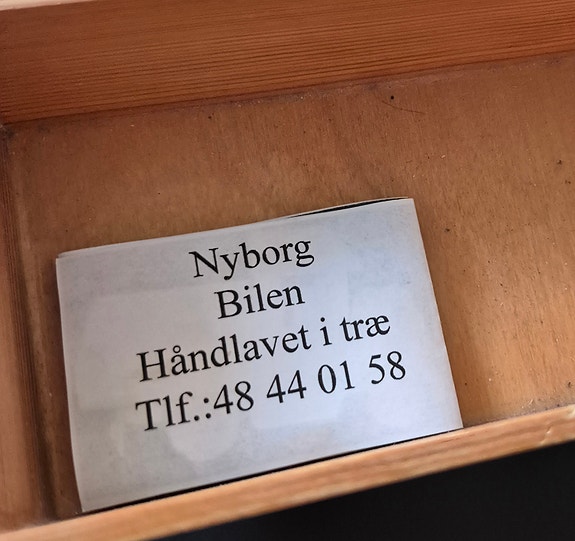 Nyborg
Bilen
Håndlavet i træ
Tlf.:48 44 01 58